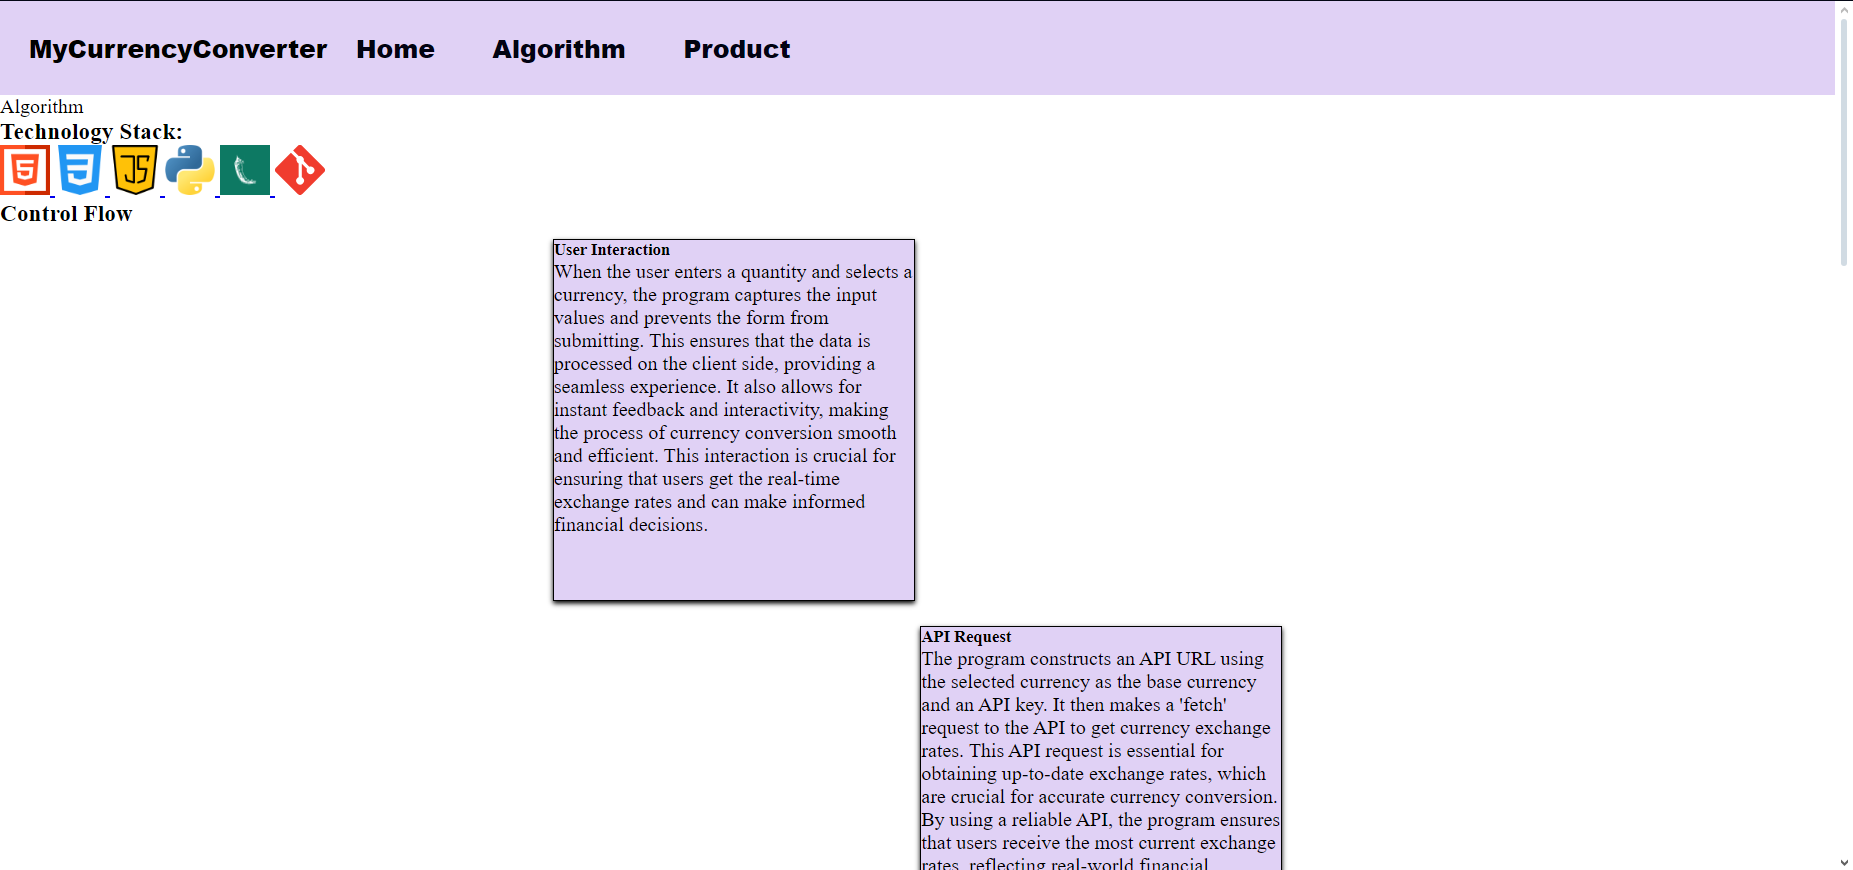 MyCurrencyConverter Home Algorithm Product
Algorithm
Technology Stack:
5 3 JS
Control Flow
User Interaction
When the user enters a quantity and selects a
currency, the program captures the input
values and prevents the form from
submitting. This ensures that the data is
processed on the client side, providing a
seamless experience. It also allows for
instant feedback and interactivity, making
the process of currency conversion smooth
and efficient. This interaction is crucial for
ensuring that users get the real-time
exchange rates and can make informed
financial decisions.
API Request
The program constructs an API URL using
the selected currency as the base currency
and an API key. It then makes a 'fetch'
request to the API to get currency exchange
rates. This API request is essential for
obtaining up-to-date exchange rates, which
are crucial for accurate currency conversion.
By using a reliable API, the program ensures
that users receive the most current exchange
rates, reflecting real-world financial